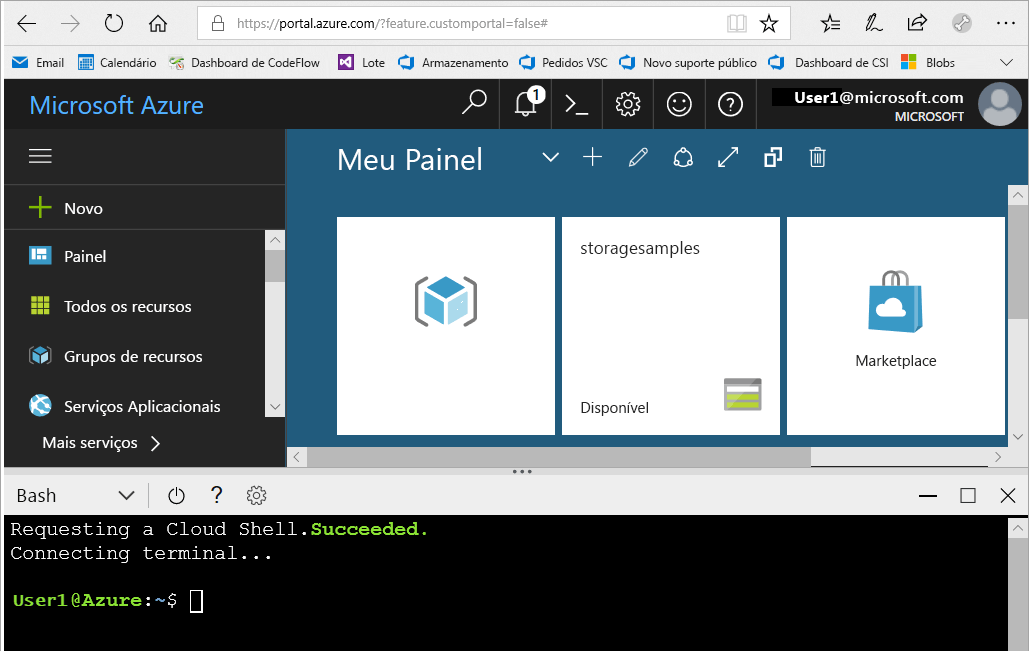 https://portal.azure.com/?feature.customportal=false#
Email
Calendário
Dashboard de CodeFlow
Lote
Armazenamento
Pedidos VSC
Novo suporte público
Dashboard de CSI
Blobs
Microsoft Azure
1
User1@microsoft.com
MICROSOFT
Meu Painel
Novo
Painel
Todos os recursos
Grupos de recursos
Serviços Aplicacionais
Mais serviços
storagesamples
Disponível
Marketplace
Bash
Requesting a Cloud Shell.Succeeded.
Connecting terminal...
User1@Azure:~$